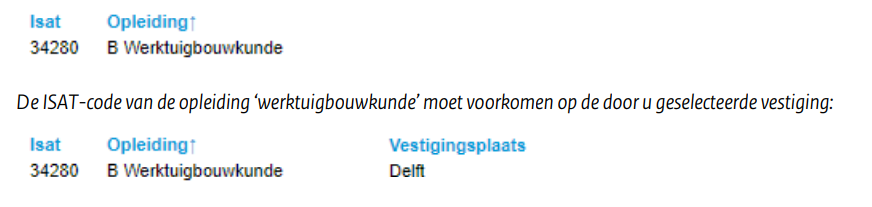 Isat Opleiding↑
34280 B Werktuigbouwkunde
De ISAT-code van de opleiding ‘werktuigbouwkunde’ moet voorkomen op de door u geselecteerde vestiging:
Isat Opleiding↑ Vestigingsplaats
34280 B Werktuigbouwkunde Delft